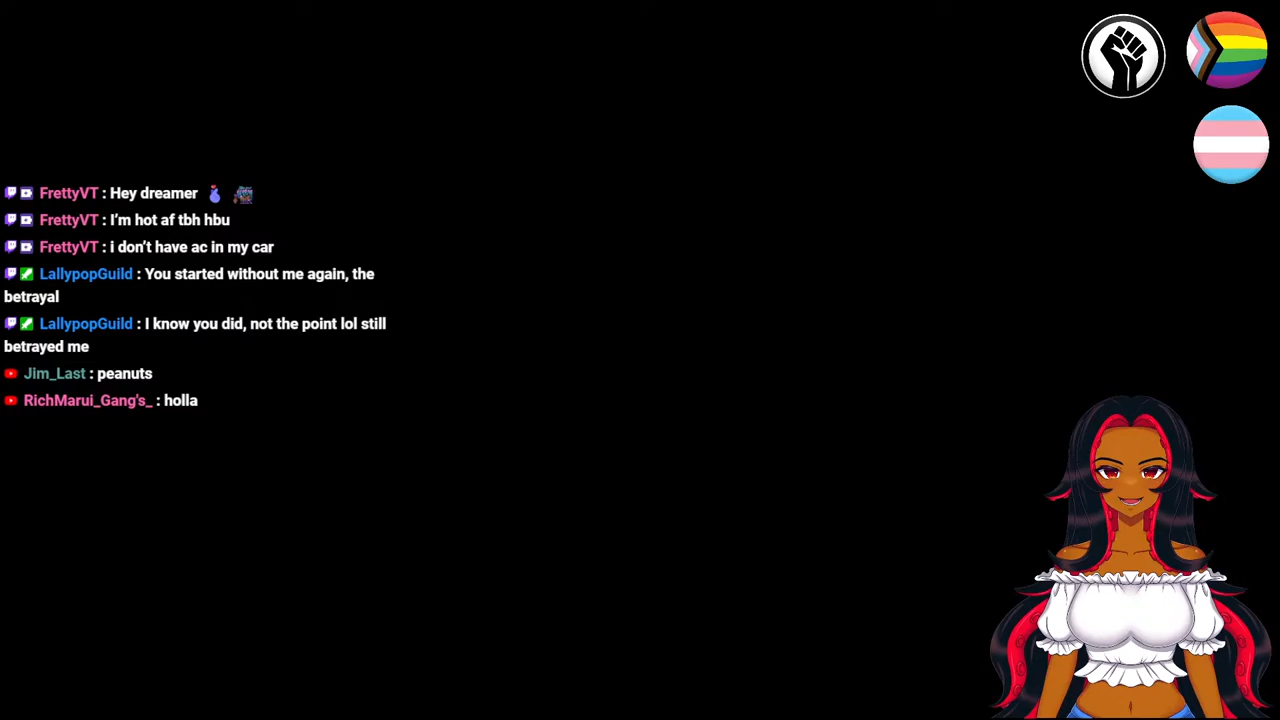 FrettyVT : Hey dreamer
FrettyVT : I’m hot af tbh hbu
FrettyVT : i don’t have ac in my car
LallypopGuild : You started without me again, the
betrayal
LallypopGuild : I know you did, not the point lol still
betrayed me
Jim_Last : peanuts
RichMarui_Gang's_ : holla